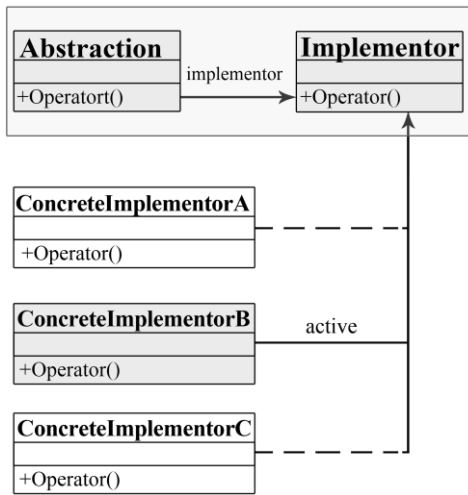 Abstraction
+Operatort()
implementor
Implementor
+Operator()
ConcreteImplementorA
+Operator()
ConcreteImplementorB
+Operator()
active
ConcreteImplementorC
+Operator()